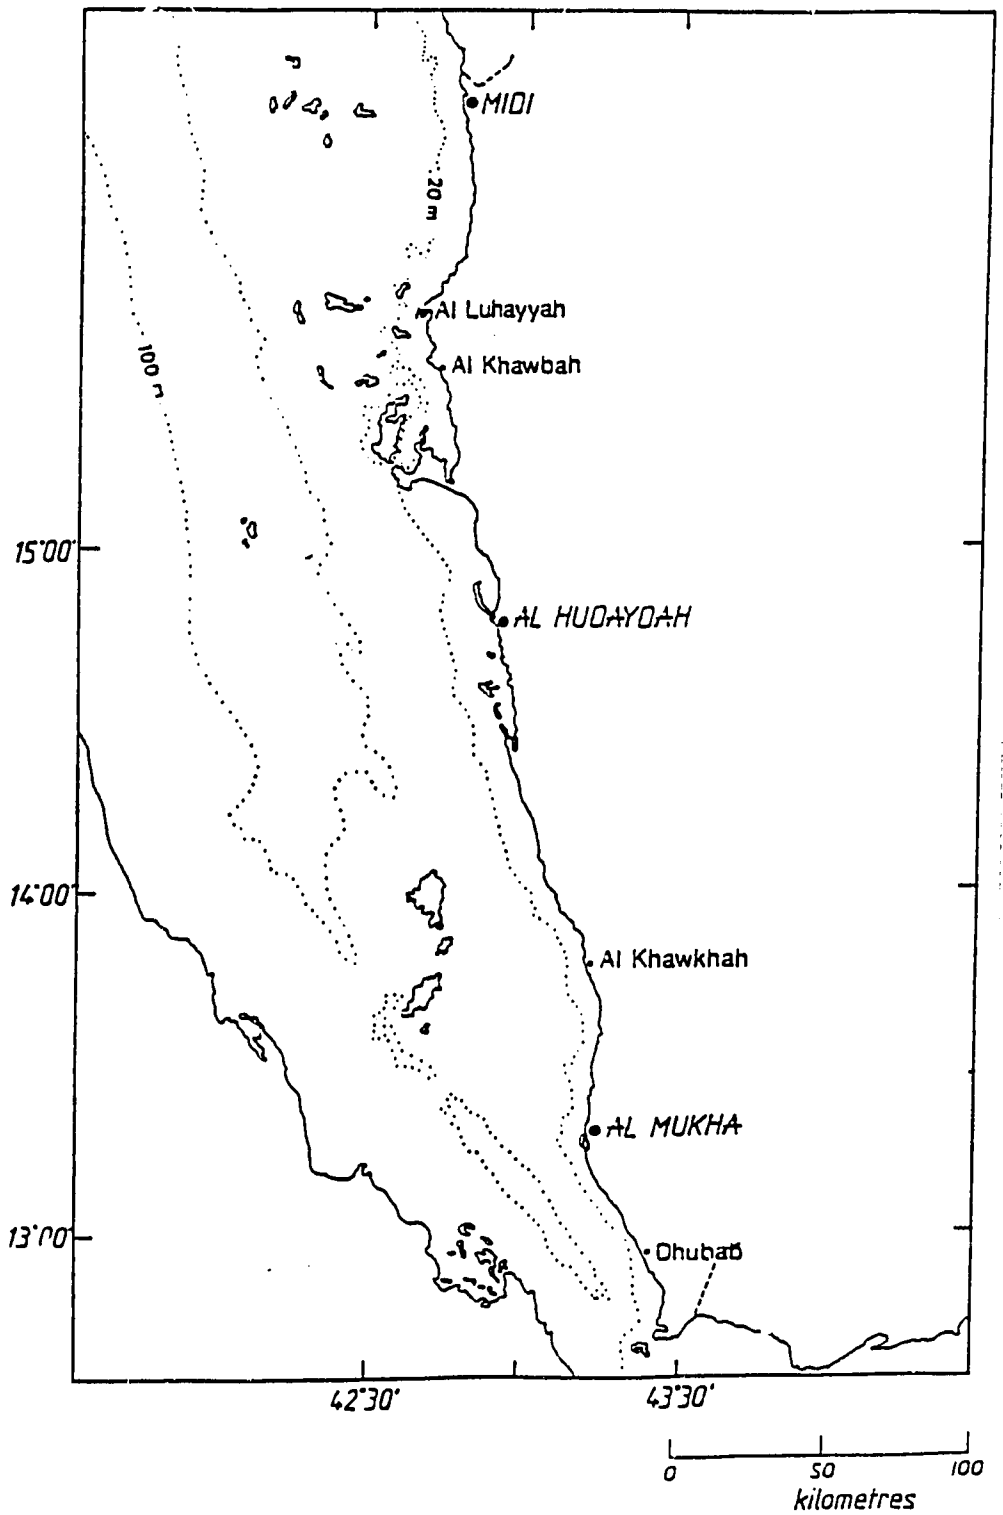 MIDI
20 m
Al Luhayyah
Al Khawbah
100 m
15°00'
AL HUDAYDAH
14°00'
Al Khawkhah
AL MUKHA
13°00'
Dhubab
42°30'
43°30'
0 50 100
kilometres